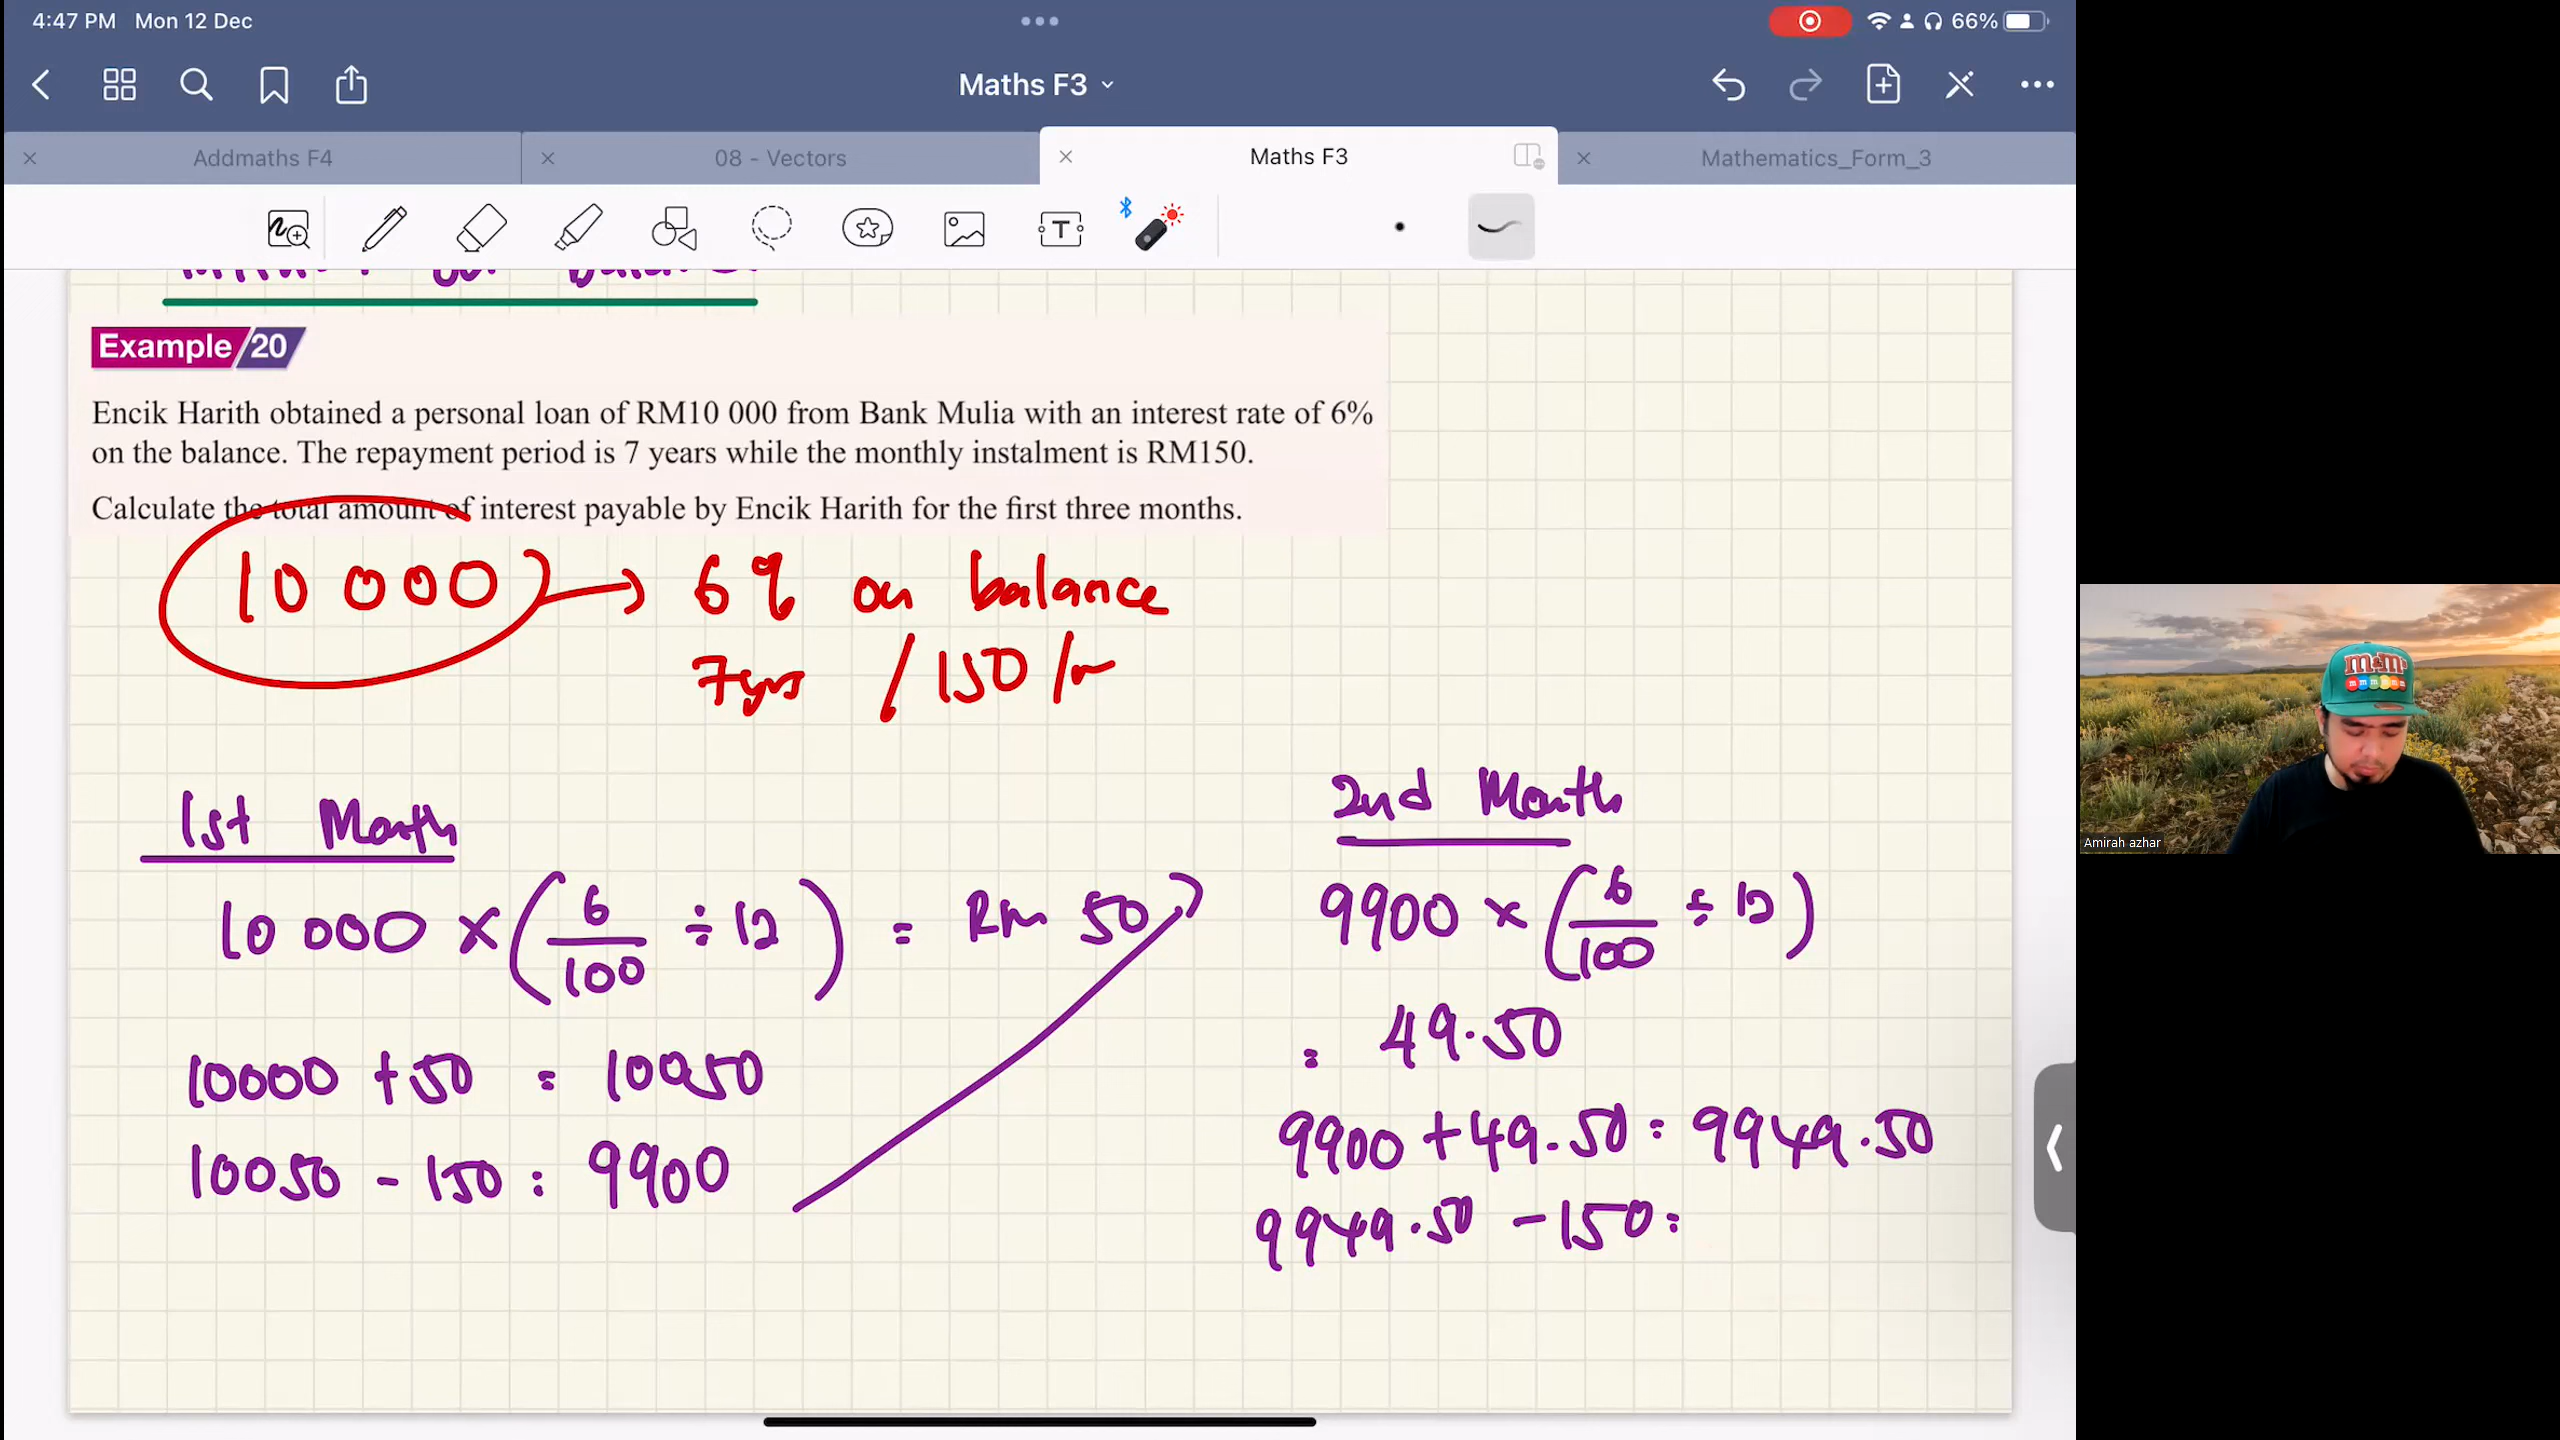 4:47 PM Mon 12 Dec
66%
Maths F3
Addmaths F4
08 - Vectors
Maths F3
Mathematics_Form_3
T
Example 20
Encik Harith obtained a personal loan of RM10 000 from Bank Mulia with an interest rate of 6%
on the balance. The repayment period is 7 years while the monthly instalment is RM150.
Calculate the total amount of interest payable by Encik Harith for the first three months.
10 000 → 6% on balance
7yrs / 150 /m
1st Month
10 000 × (6/100 ÷ 12) = RM 50
10000 + 50 = 10050
10050 - 150 = 9900
2nd Month
9900 × (6/100 ÷ 12)
= 49.50
9900 + 49.50 = 9949.50
9949.50 - 150 =
m&m's
m m m m m
Amirah azhar